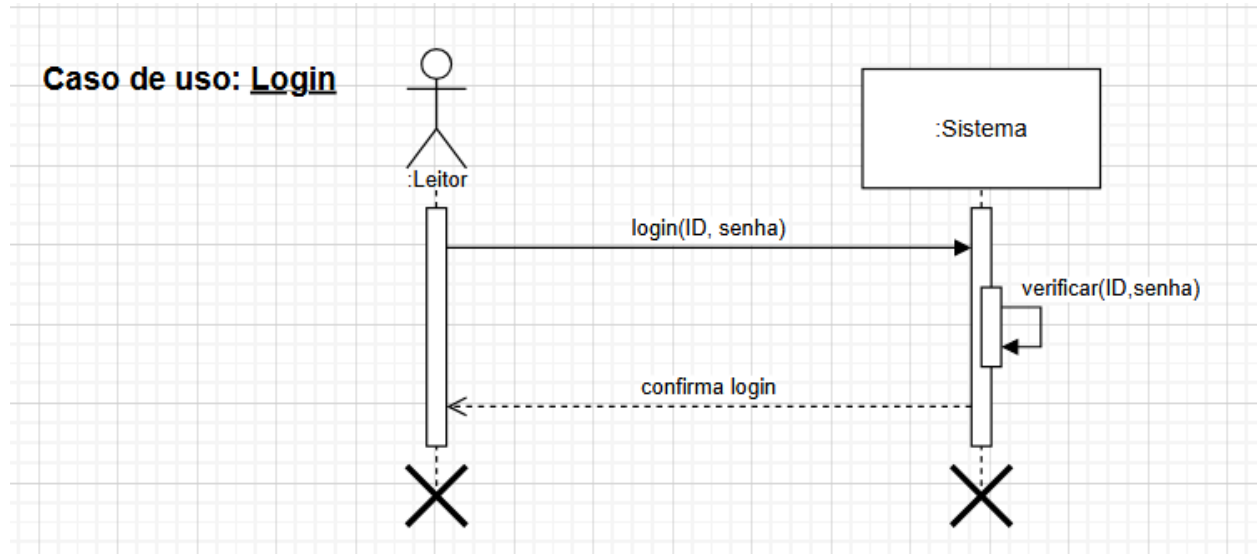 Caso de uso: Login
:Leitor
:Sistema
login(ID, senha)
verificar(ID,senha)
confirma login